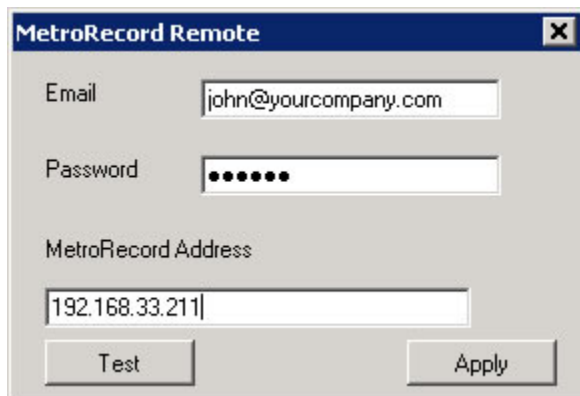 MetroRecord Remote
Email john@yourcompany.com
Password ●●●●●●
MetroRecord Address
192.168.33.211
Test Apply